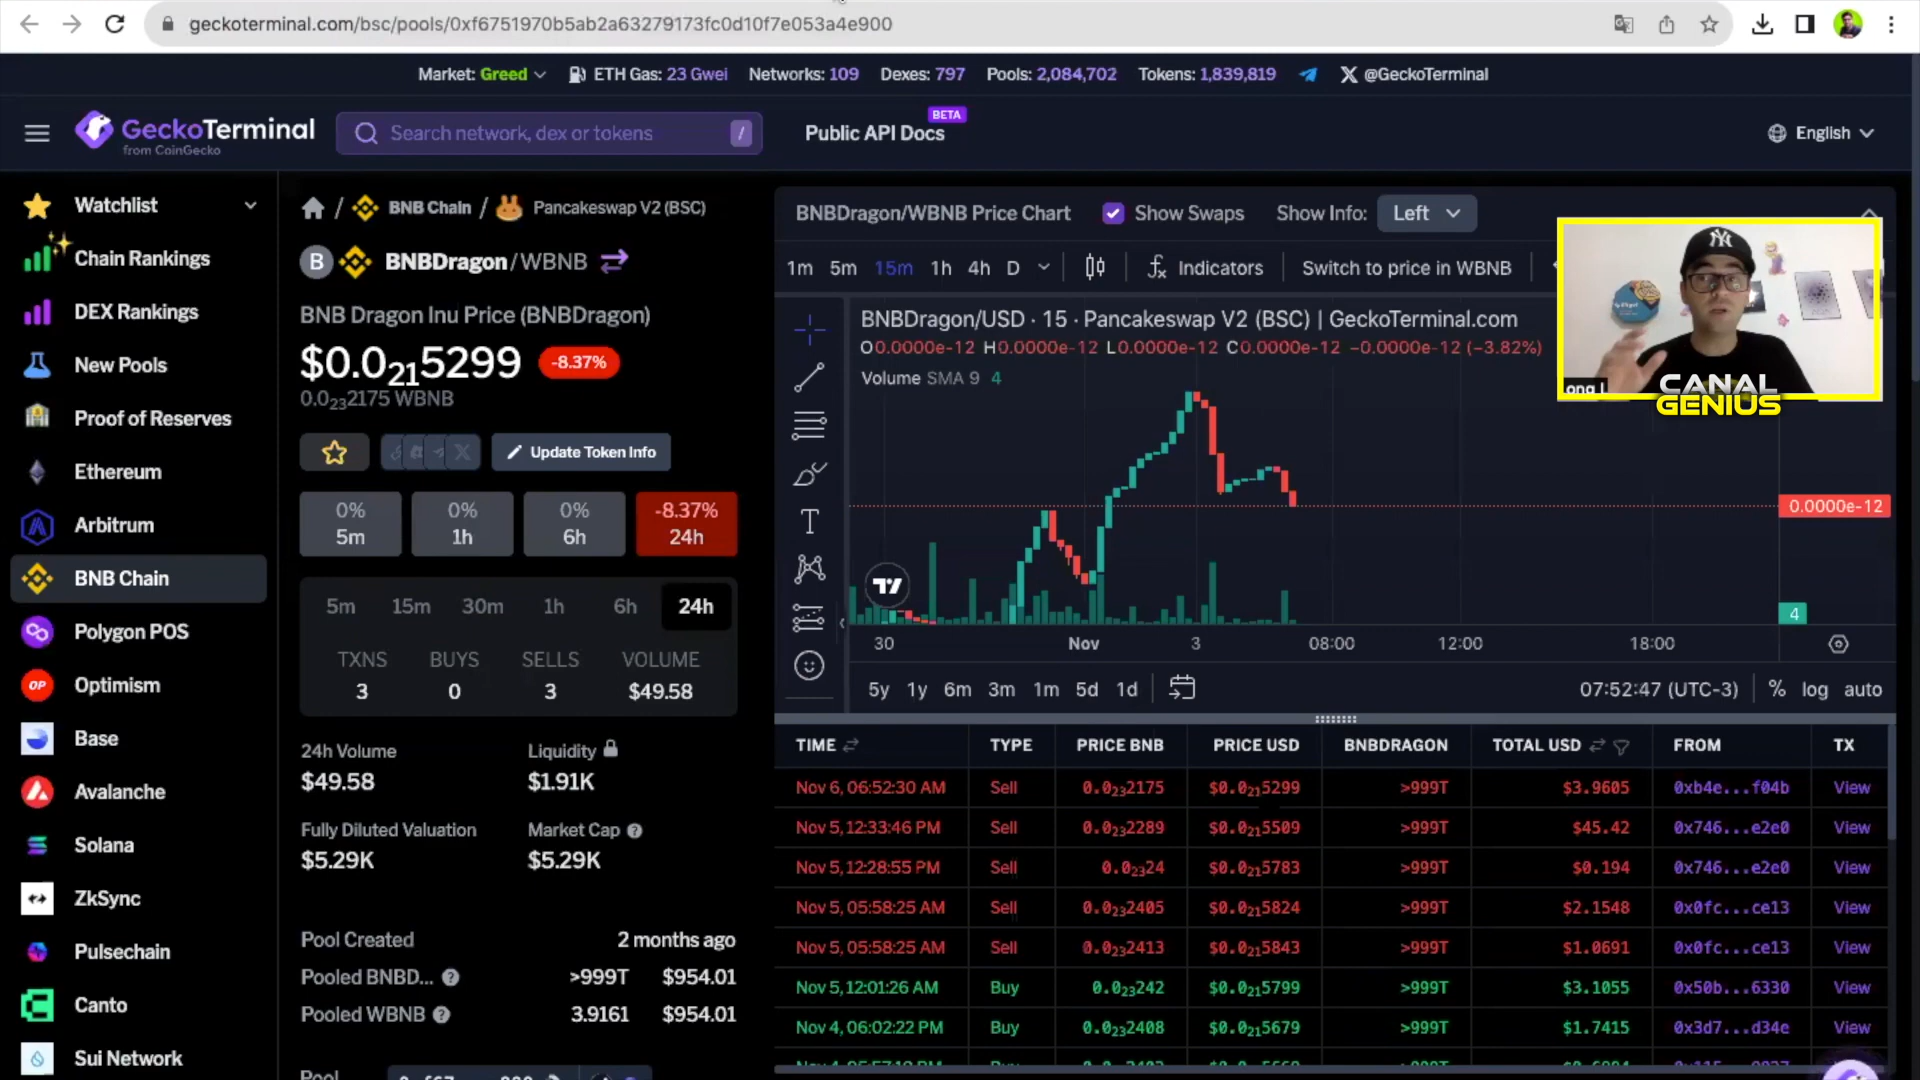 geckoterminal.com/bsc/pools/0xf6751970b5ab2a63279173fc0d10f7e053a4e900
Market: Greed ETH Gas: 23 Gwei Networks: 109 Dexes: 797 Pools: 2,084,702 Tokens: 1,839,819 @GeckoTerminal
GeckoTerminal
from CoinGecko
Search network, dex or tokens /
Public API Docs
BETA
English
Watchlist
Chain Rankings
DEX Rankings
New Pools
Proof of Reserves
Ethereum
Arbitrum
BNB Chain
Polygon POS
Optimism
Base
Avalanche
Solana
ZkSync
Pulsechain
Canto
Sui Network
/ BNB Chain / Pancakeswap V2 (BSC)
B BNBDragon/WBNB
BNB Dragon Inu Price (BNBDragon)
$0.0₂₁5299 -8.37%
0.0₂₃2175 WBNB
Update Token Info
0% 0% 0% -8.37%
5m 1h 6h 24h
5m 15m 30m 1h 6h 24h
TXNS BUYS SELLS VOLUME
3 0 3 $49.58
24h Volume Liquidity
$49.58 $1.91K
Fully Diluted Valuation Market Cap
$5.29K $5.29K
Pool Created 2 months ago
Pooled BNBD... >999T $954.01
Pooled WBNB 3.9161 $954.01
BNBDragon/WBNB Price Chart Show Swaps Show Info: Left
1m 5m 15m 1h 4h D Indicators Switch to price in WBNB
BNBDragon/USD · 15 · Pancakeswap V2 (BSC) | GeckoTerminal.com
O0.0000e-12 H0.0000e-12 L0.0000e-12 C0.0000e-12 −0.0000e-12 (−3.82%)
Volume SMA 9 4
NY
CANAL
GENIUS
0.0000e-12
4
30 Nov 3 08:00 12:00 18:00
5y 1y 6m 3m 1m 5d 1d 07:52:47 (UTC-3) % log auto
TIME TYPE PRICE BNB PRICE USD BNBDRAGON TOTAL USD FROM TX
Nov 6, 06:52:30 AM Sell 0.0₂₃2175 $0.0₂₁5299 >999T $3.9605 0xb4e...f04b View
Nov 5, 12:33:46 PM Sell 0.0₂₃2289 $0.0₂₁5509 >999T $45.42 0x746...e2e0 View
Nov 5, 12:28:55 PM Sell 0.0₂₃24 $0.0₂₁5783 >999T $0.194 0x746...e2e0 View
Nov 5, 05:58:25 AM Sell 0.0₂₃2405 $0.0₂₁5824 >999T $2.1548 0x0fc...ce13 View
Nov 5, 05:58:25 AM Sell 0.0₂₃2413 $0.0₂₁5843 >999T $1.0691 0x0fc...ce13 View
Nov 5, 12:01:26 AM Buy 0.0₂₃242 $0.0₂₁5799 >999T $3.1055 0x50b...6330 View
Nov 4, 06:02:22 PM Buy 0.0₂₃2408 $0.0₂₁5679 >999T $1.7415 0x3d7...d34e View